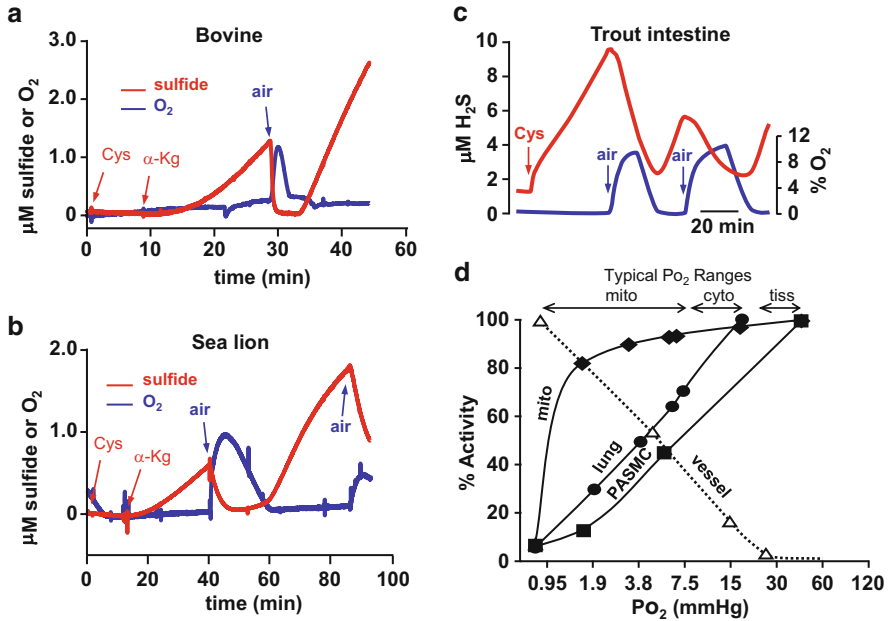 a
Bovine
µM sulfide or O₂
3.0
2.0
1.0
0
sulfide
O₂
air
Cys
α-Kg
0 10 20 30 40 50 60
time (min)
b
Sea lion
µM sulfide or O₂
2.0
1.0
0
sulfide
O₂
air
air
Cys
α-Kg
0 20 40 60 80 100
time (min)
c
Trout intestine
µM H₂S
10
8
6
4
2
0
Cys
air
air
12
8
4
0
% O₂
20 min
d
Typical Po₂ Ranges
mito cyto tiss
% Activity
100
80
60
40
20
0
mito
lung
PASMC
vessel
0.95 1.9 3.8 7.5 15 30 60 120
Po₂ (mmHg)